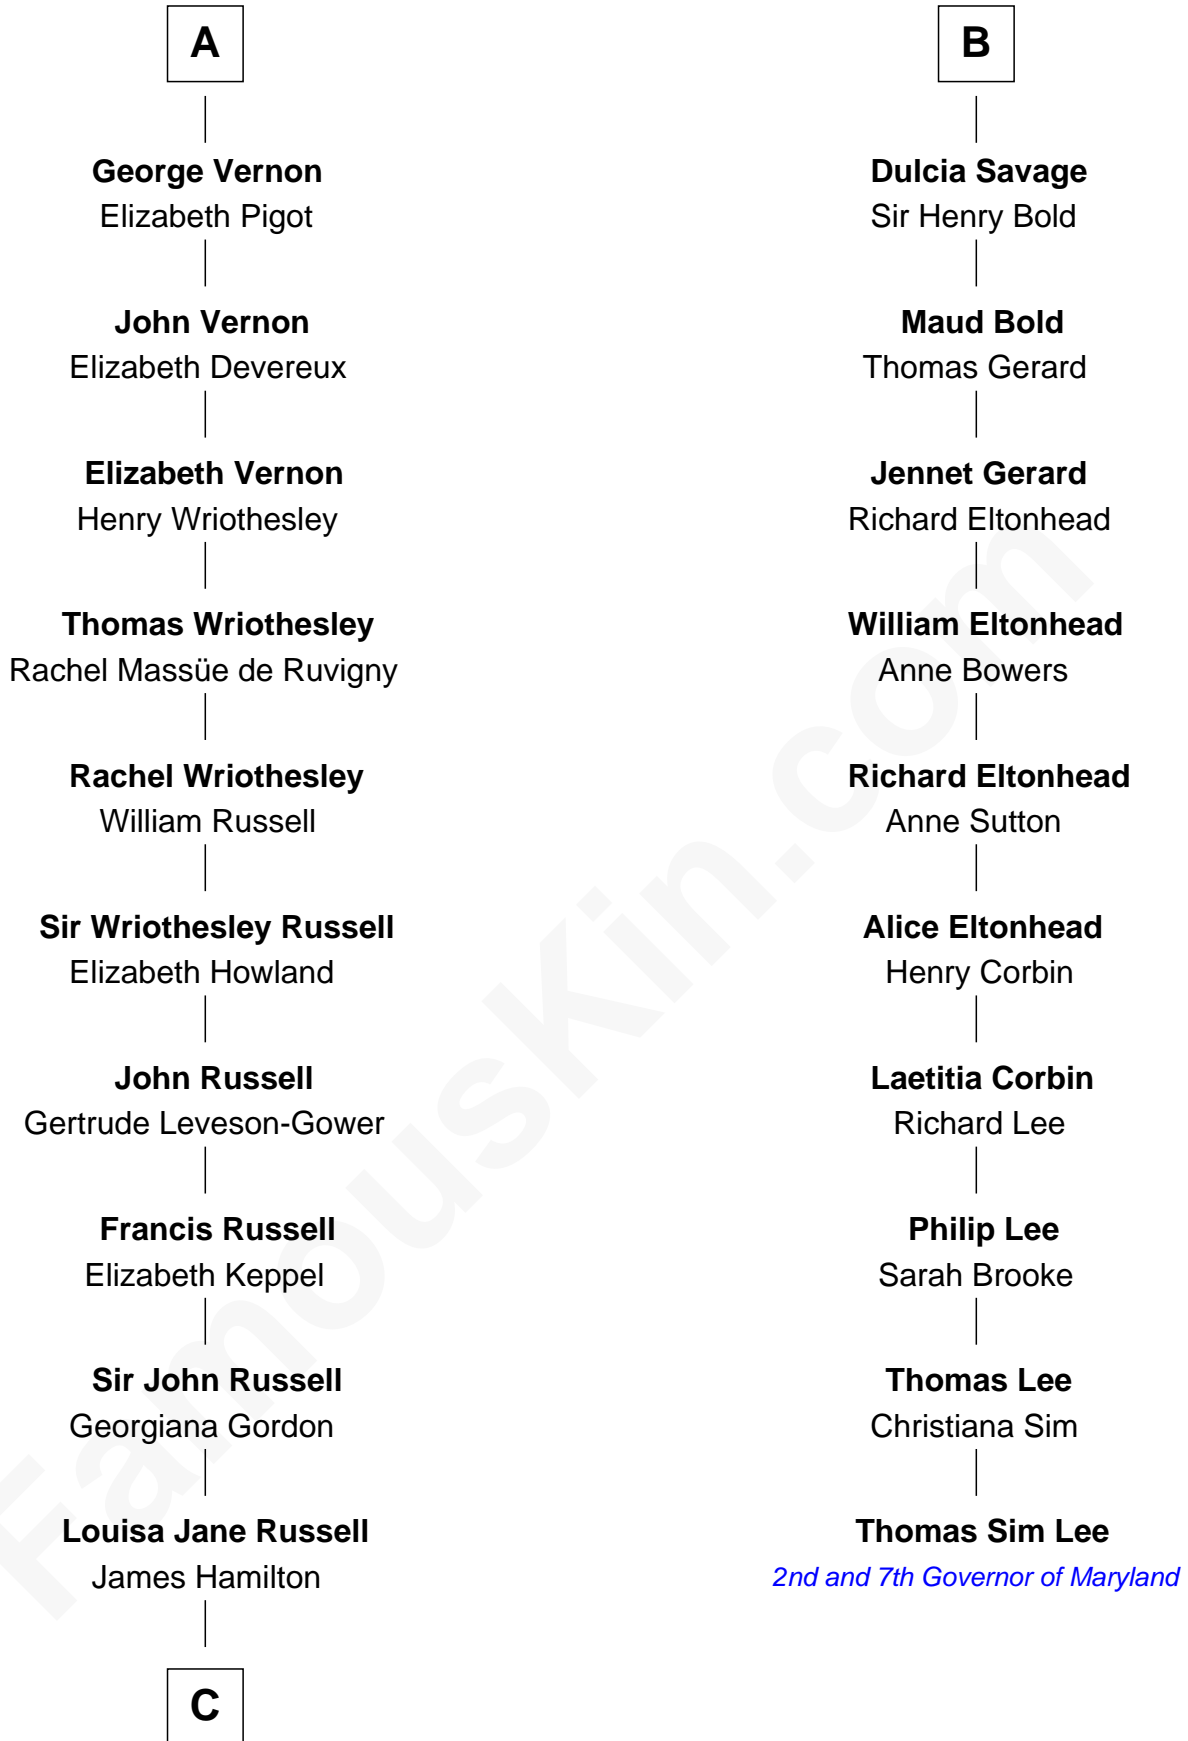 A
George Vernon
Elizabeth Pigot
John Vernon
Elizabeth Devereux
Elizabeth Vernon
Henry Wriothesley
Thomas Wriothesley
Rachel Massüe de Ruvigny
Rachel Wriothesley
William Russell
Sir Wriothesley Russell
Elizabeth Howland
John Russell
Gertrude Leveson-Gower
Francis Russell
Elizabeth Keppel
Sir John Russell
Georgiana Gordon
Louisa Jane Russell
James Hamilton
C
B
Dulcia Savage
Sir Henry Bold
Maud Bold
Thomas Gerard
Jennet Gerard
Richard Eltonhead
William Eltonhead
Anne Bowers
Richard Eltonhead
Anne Sutton
Alice Eltonhead
Henry Corbin
Laetitia Corbin
Richard Lee
Philip Lee
Sarah Brooke
Thomas Lee
Christiana Sim
Thomas Sim Lee
2nd and 7th Governor of Maryland
FamousKin.com